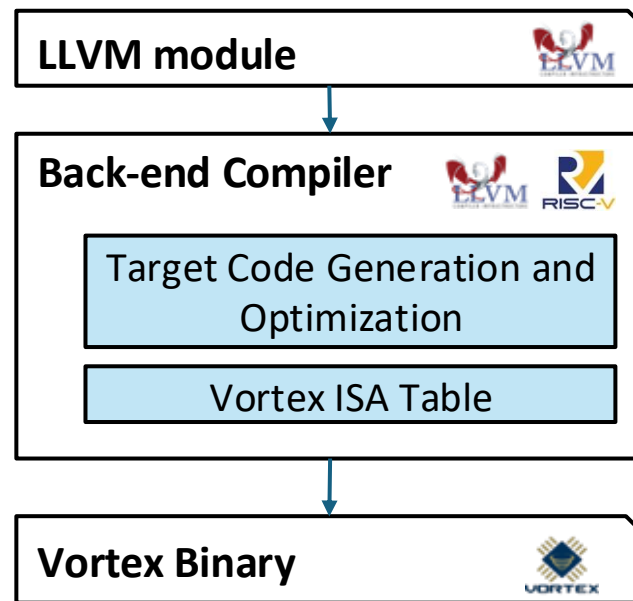 LLVM module
LLVM
Back-end Compiler
LLVM
RISC-V
Target Code Generation and
Optimization
Vortex ISA Table
Vortex Binary
VORTEX